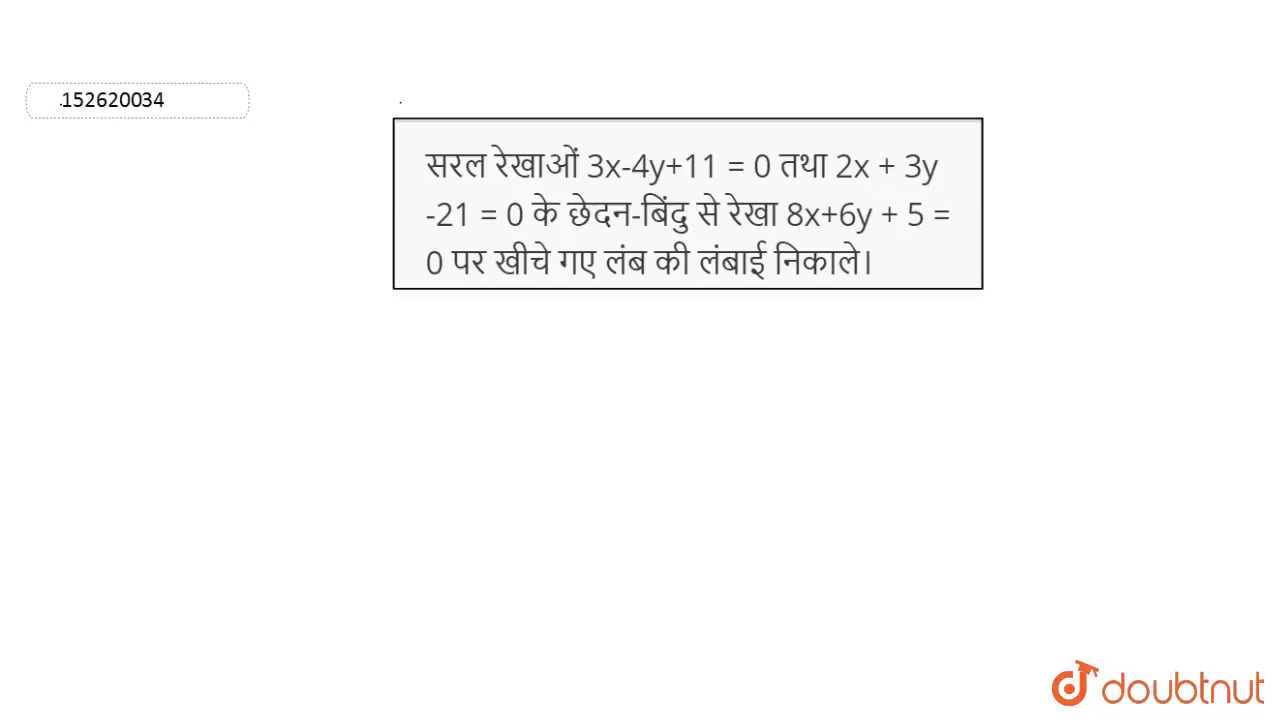 .152620034
सरल रेखाओं 3x-4y+11 = 0 तथा 2x + 3y
-21 = 0 के छेदन-बिंदु से रेखा 8x+6y + 5 =
0 पर खीचे गए लंब की लंबाई निकाले।
doubtnut